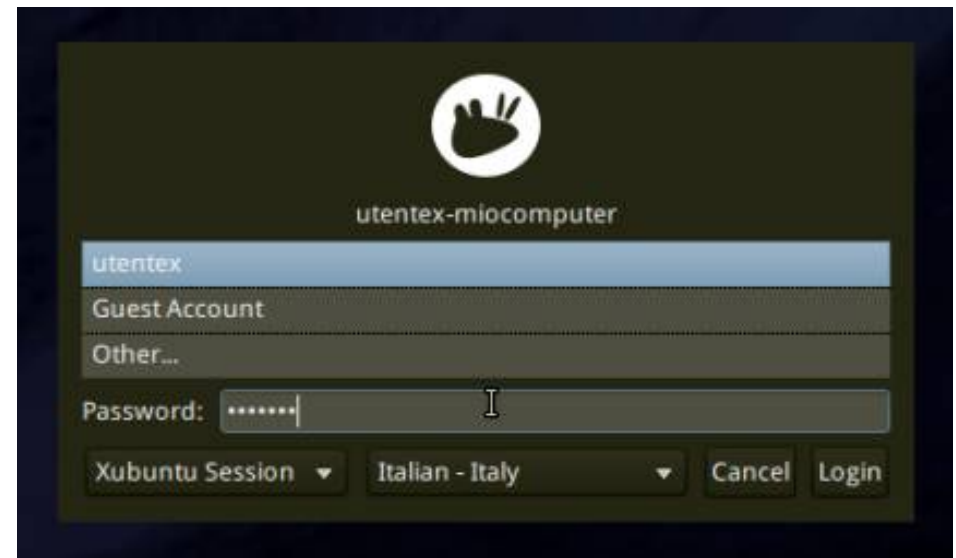 utentex-miocomputer
utentex
Guest Account
Other...
Password: •••••••
Xubuntu Session Italian - Italy Cancel Login